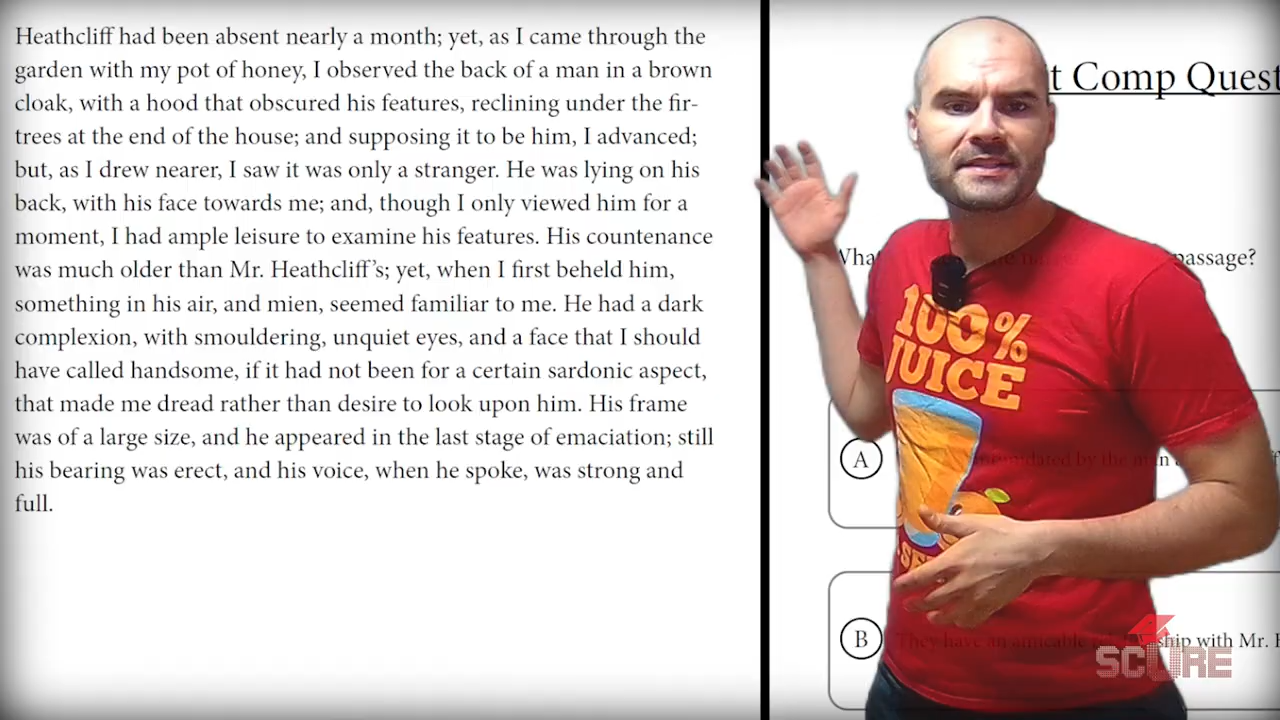 Heathcliff had been absent nearly a month; yet, as I came through the
garden with my pot of honey, I observed the back of a man in a brown
cloak, with a hood that obscured his features, reclining under the fir-
trees at the end of the house; and supposing it to be him, I advanced;
but, as I drew nearer, I saw it was only a stranger. He was lying on his
back, with his face towards me; and, though I only viewed him for a
moment, I had ample leisure to examine his features. His countenance
was much older than Mr. Heathcliff's; yet, when I first beheld him,
something in his air, and mien, seemed familiar to me. He had a dark
complexion, with smouldering, unquiet eyes, and a face that I should
have called handsome, if it had not been for a certain sardonic aspect,
that made me dread rather than desire to look upon him. His frame
was of a large size, and he appeared in the last stage of emaciation; still
his bearing was erect, and his voice, when he spoke, was strong and
full.
Comp
passage?
100%
JUICE
A by the man
B They have an amicable with Mr.